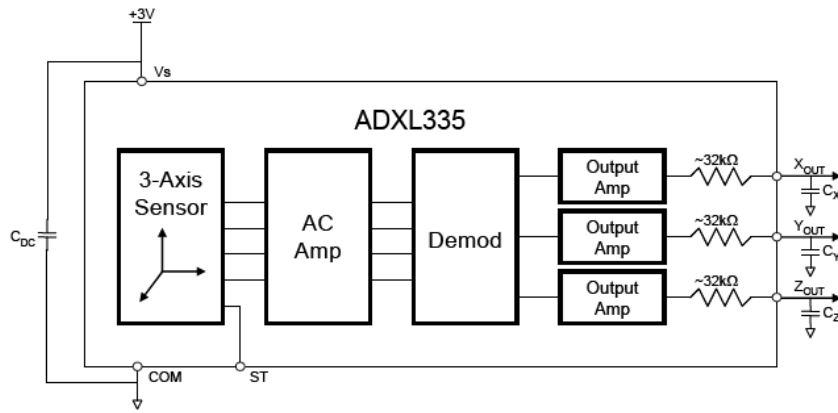 +3V
Vs
ADXL335
3-Axis
Sensor
AC
Amp
Demod
Output
Amp
~32kΩ
XOUT
CX
Output
Amp
~32kΩ
YOUT
CY
Output
Amp
~32kΩ
ZOUT
CZ
CDC
COM
ST